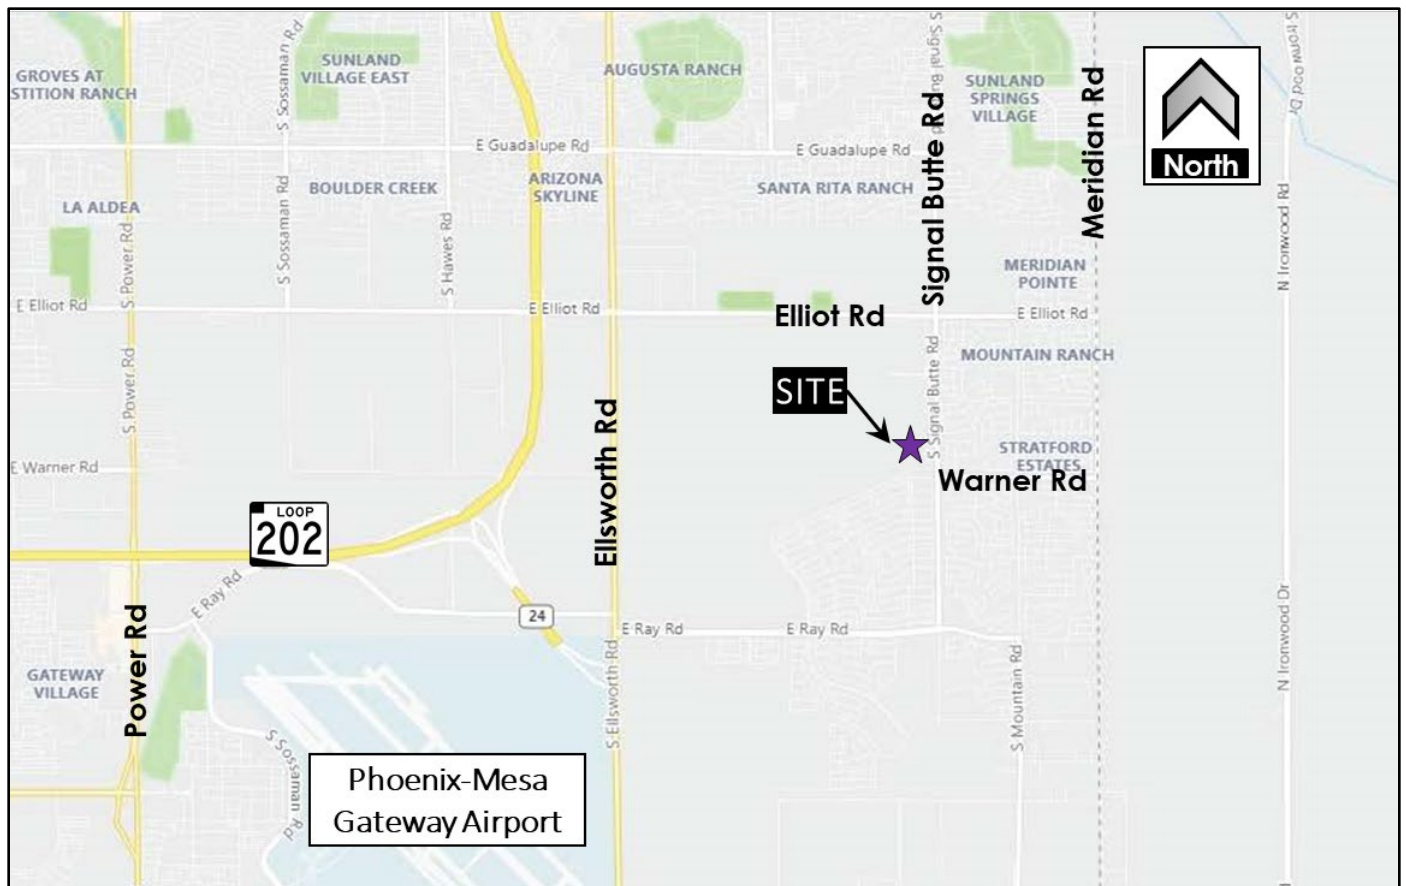 GROVES AT
STITION RANCH
S Sossaman Rd
SUNLAND
VILLAGE EAST
AUGUSTA RANCH
S Signal Bu
SUNLAND
SPRINGS
VILLAGE
Meridian Rd
S Ironwood Dr
North
E Guadalupe Rd
E Guadalupe Rd
Signal Butte Rd
LA ALDEA
S Sossaman Rd
BOULDER CREEK
ARIZONA
SKYLINE
SANTA RITA RANCH
S Power Rd
S Hawes Rd
N Ironwood Rd
MERIDIAN
POINTE
E Elliot Rd
E Elliot Rd
Elliot Rd
E Elliot Rd
S Power Rd
S Signal Butte Rd
MOUNTAIN RANCH
SITE
Ellsworth Rd
STRATFORD
ESTATES
E Warner Rd
Warner Rd
LOOP
202
E Ray Rd
24
E Ray Rd
E Ray Rd
N Ironwood Dr
Power Rd
GATEWAY
VILLAGE
S Ellsworth Rd
S Mountain Rd
S Sossaman Rd
Phoenix-Mesa
Gateway Airport